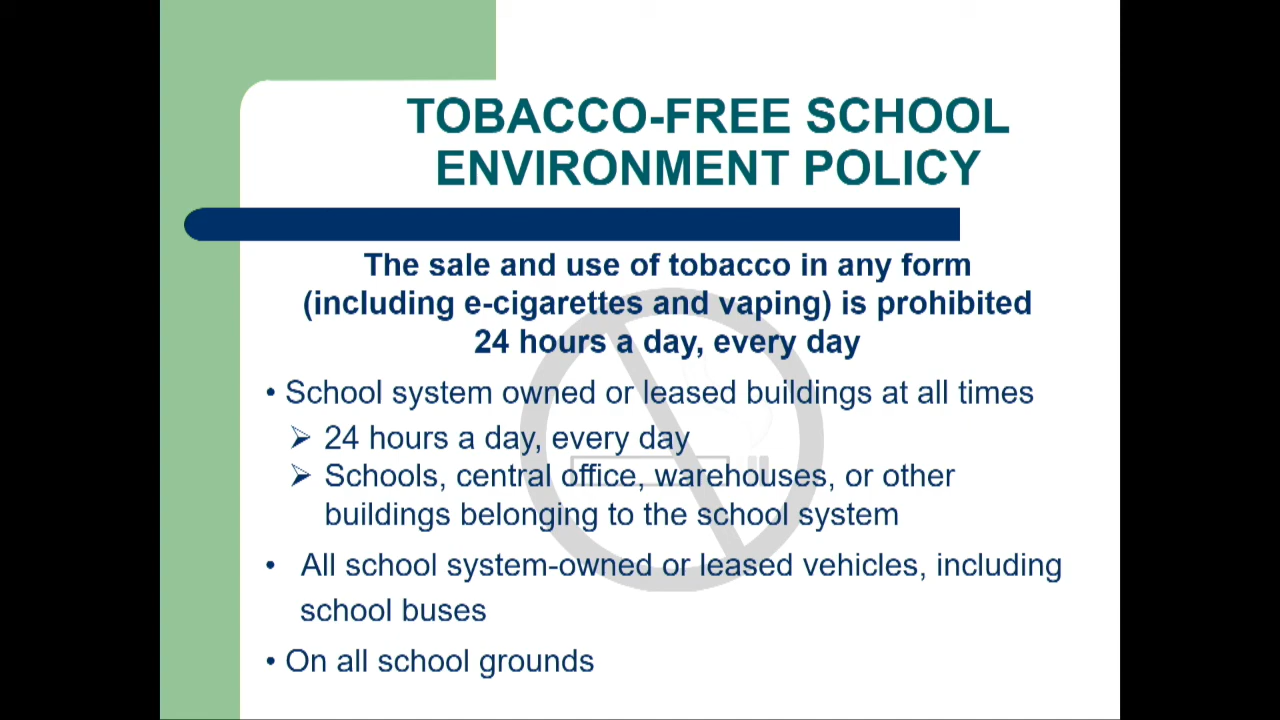 TOBACCO-FREE SCHOOL
ENVIRONMENT POLICY
The sale and use of tobacco in any form
(including e-cigarettes and vaping) is prohibited
24 hours a day, every day
• School system owned or leased buildings at all times
➢ 24 hours a day, every day
➢ Schools, central office, warehouses, or other
buildings belonging to the school system
• All school system-owned or leased vehicles, including
school buses
• On all school grounds